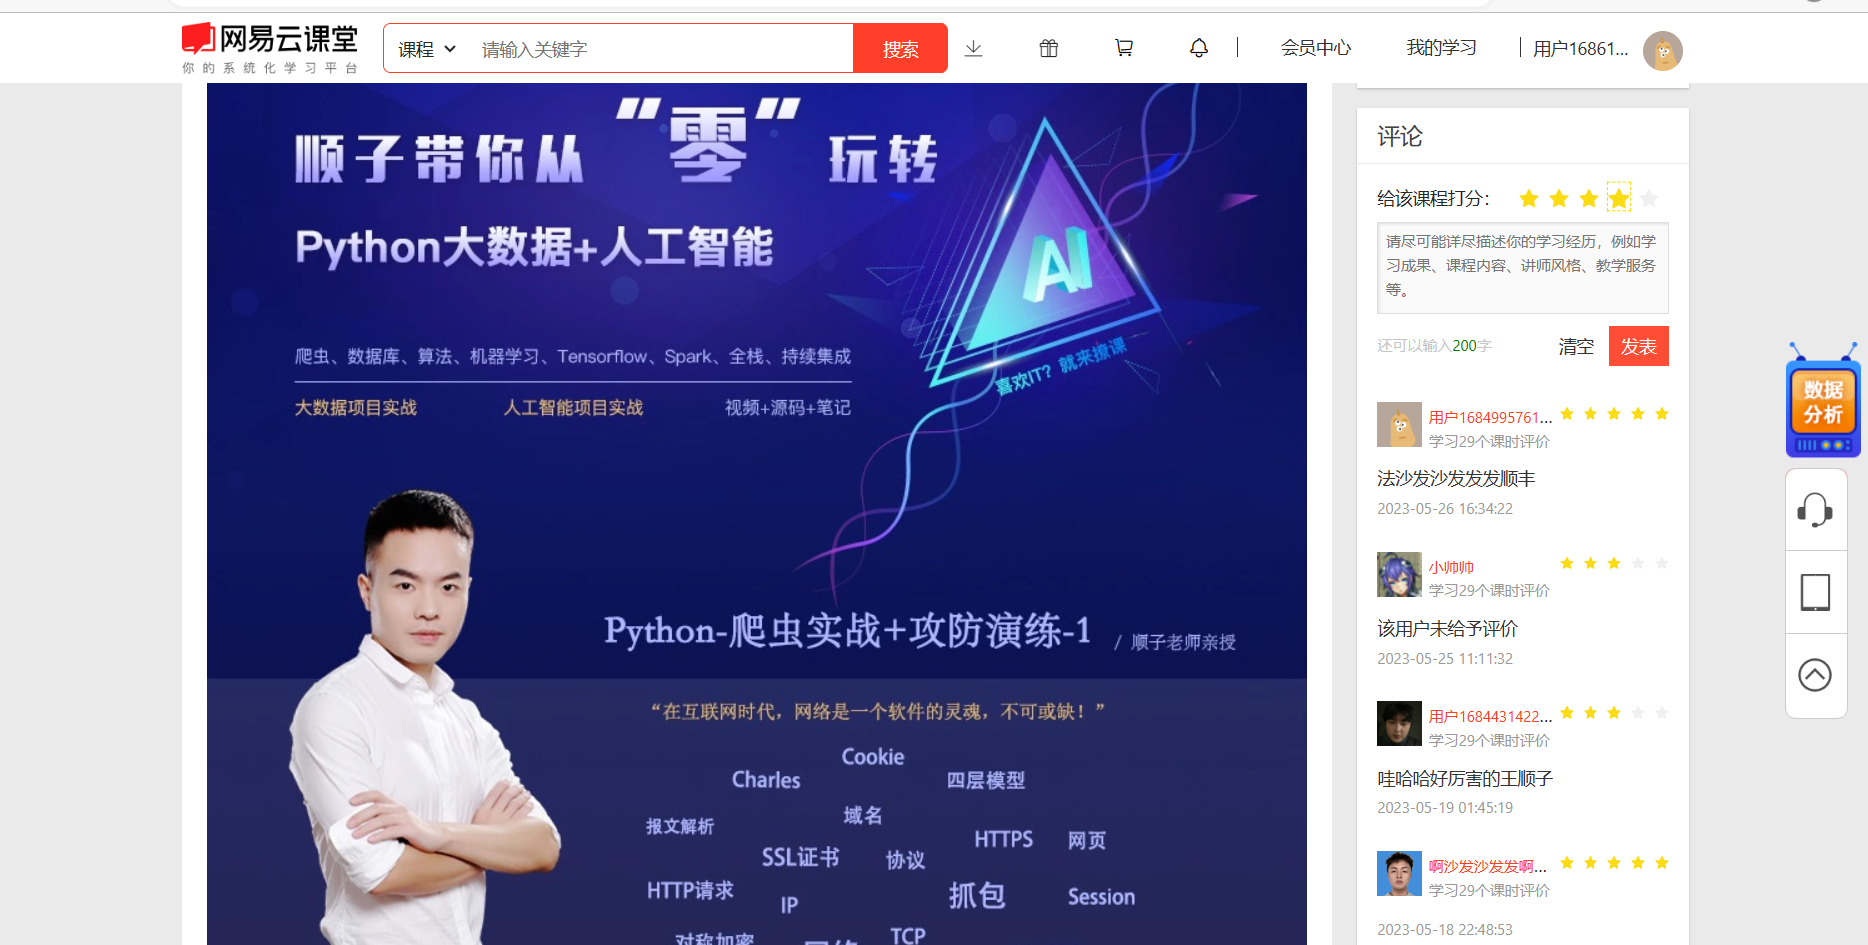 网易云课堂
你的系统化学习平台
课程
请输入关键字
搜索
会员中心
我的学习
用户16861...
顺子带你从“零”玩转
Python大数据+人工智能
AI
喜欢IT？就来撩课
爬虫、数据库、算法、机器学习、Tensorflow、Spark、全栈、持续集成
大数据项目实战 人工智能项目实战 视频+源码+笔记
Python-爬虫实战+攻防演练-1 / 顺子老师亲授
“在互联网时代，网络是一个软件的灵魂，不可或缺！”
Cookie
Charles
四层模型
域名
报文解析
HTTPS
网页
SSL证书
协议
HTTP请求
抓包
Session
IP
TCP
对称加密
网络
评论
给该课程打分：
请尽可能详尽描述你的学习经历，例如学
习成果、课程内容、讲师风格、教学服务
等。
还可以输入200字
清空
发表
用户1684995761...
学习29个课时评价
法沙发沙发发发顺丰
2023-05-26 16:34:22
小帅帅
学习29个课时评价
该用户未给予评价
2023-05-25 11:11:32
用户1684431422...
学习29个课时评价
哇哈哈好厉害的王顺子
2023-05-19 01:45:19
啊沙发沙发发啊...
学习29个课时评价
2023-05-18 22:48:53
数据
分析